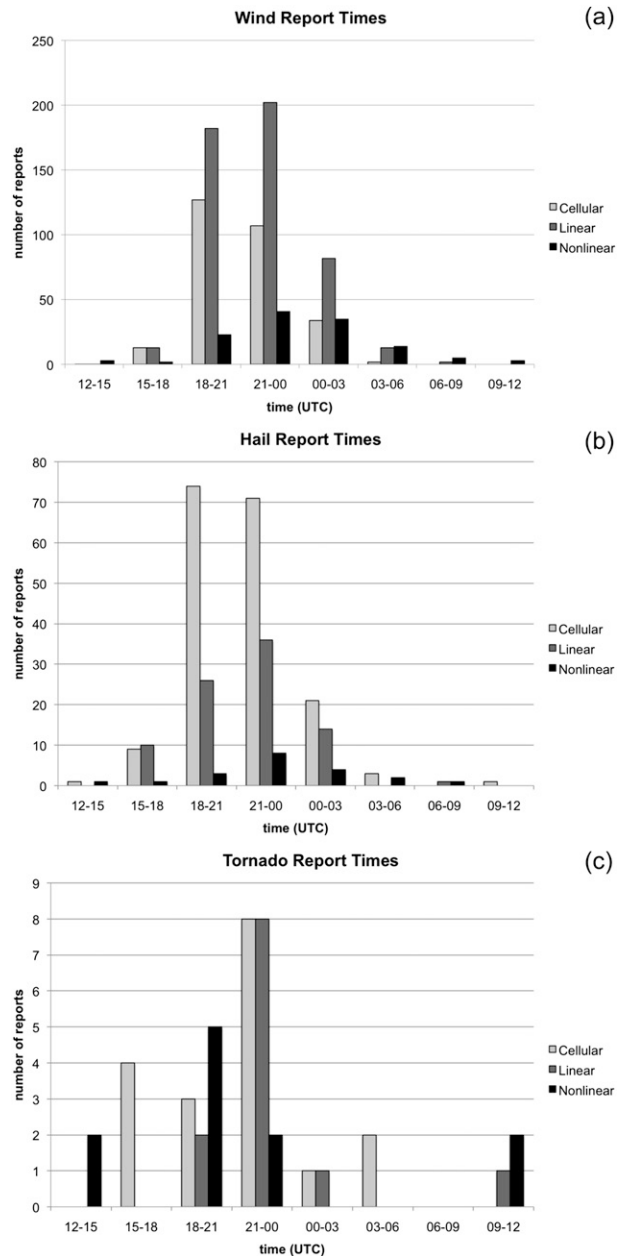 Wind Report Times
(a)
250
200
150
100
50
0
number of reports
12-15 15-18 18-21 21-00 00-03 03-06 06-09 09-12
time (UTC)
Cellular
Linear
Nonlinear
Hail Report Times
(b)
80
70
60
50
40
30
20
10
0
number of reports
12-15 15-18 18-21 21-00 00-03 03-06 06-09 09-12
time (UTC)
Cellular
Linear
Nonlinear
Tornado Report Times
(c)
9
8
7
6
5
4
3
2
1
0
number of reports
12-15 15-18 18-21 21-00 00-03 03-06 06-09 09-12
time (UTC)
Cellular
Linear
Nonlinear